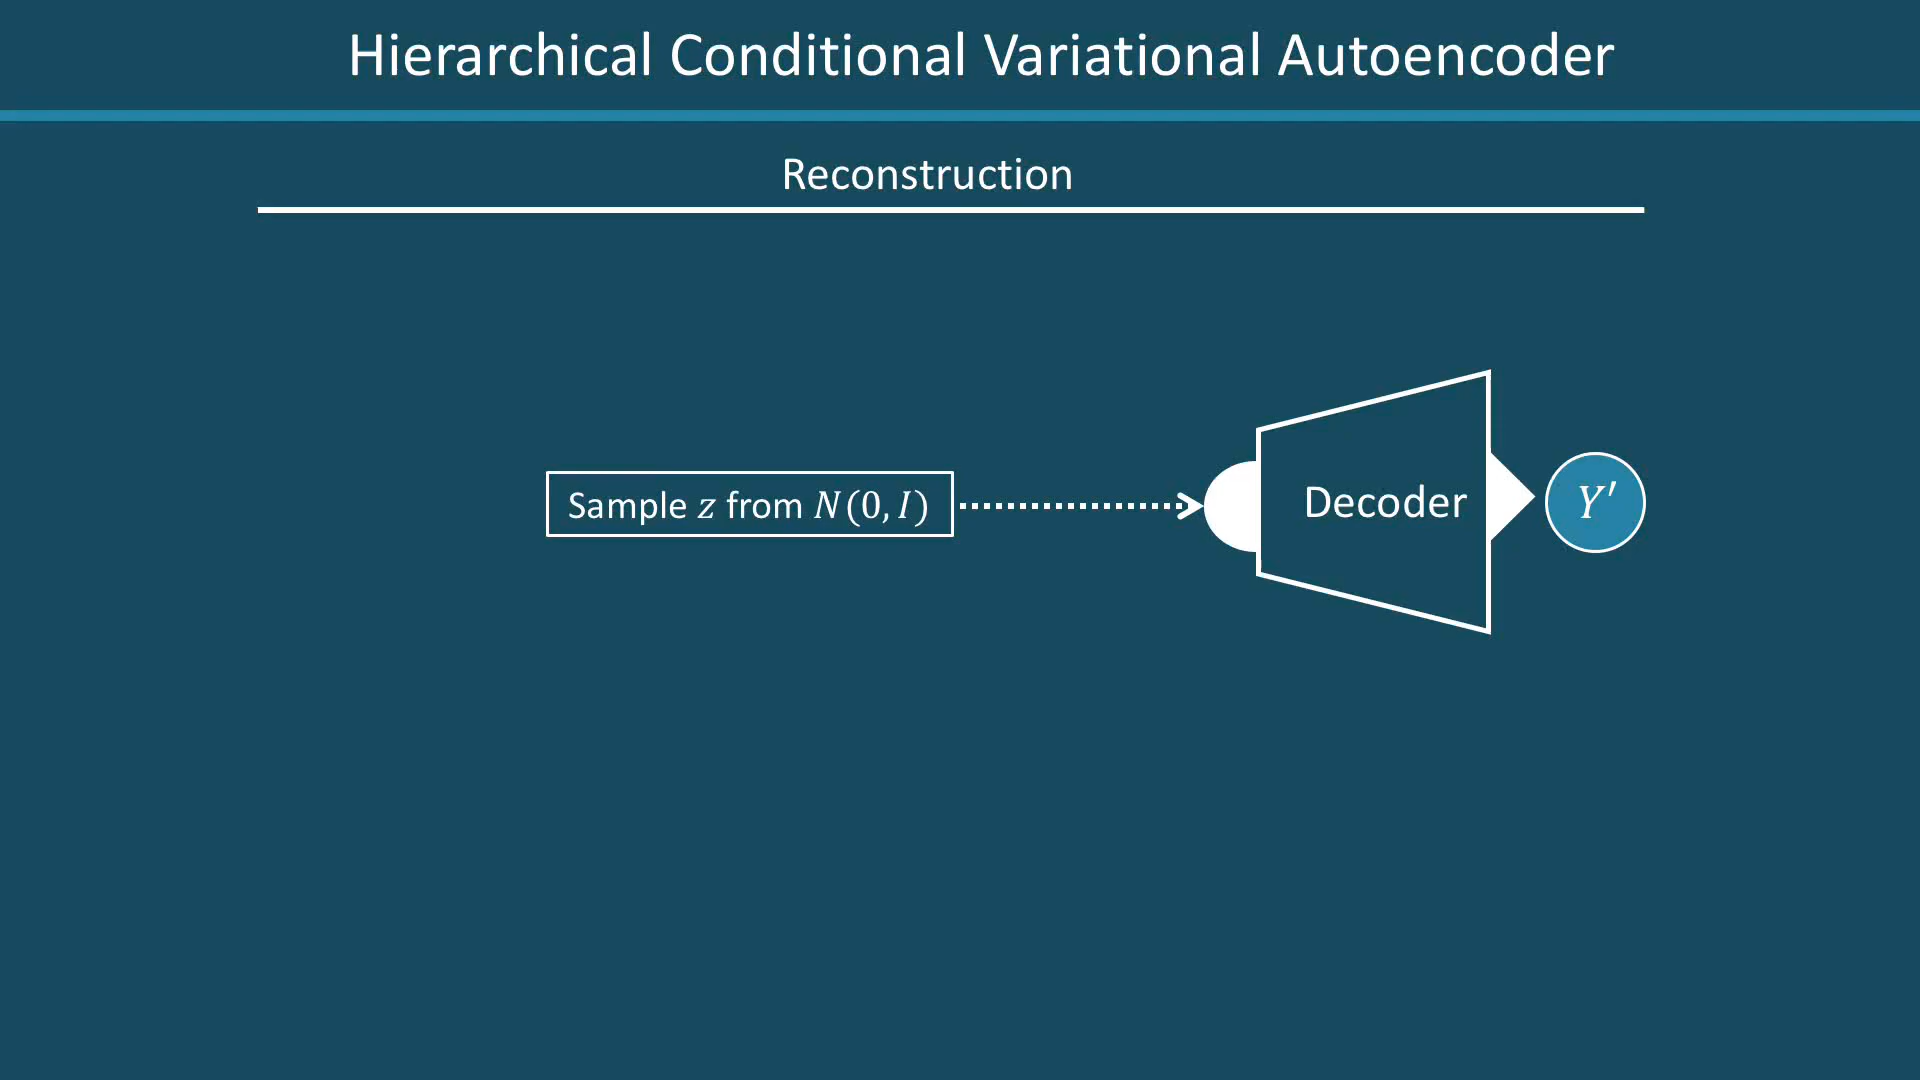 Hierarchical Conditional Variational Autoencoder
Reconstruction
Sample z from N(0, I)
Decoder
Y′